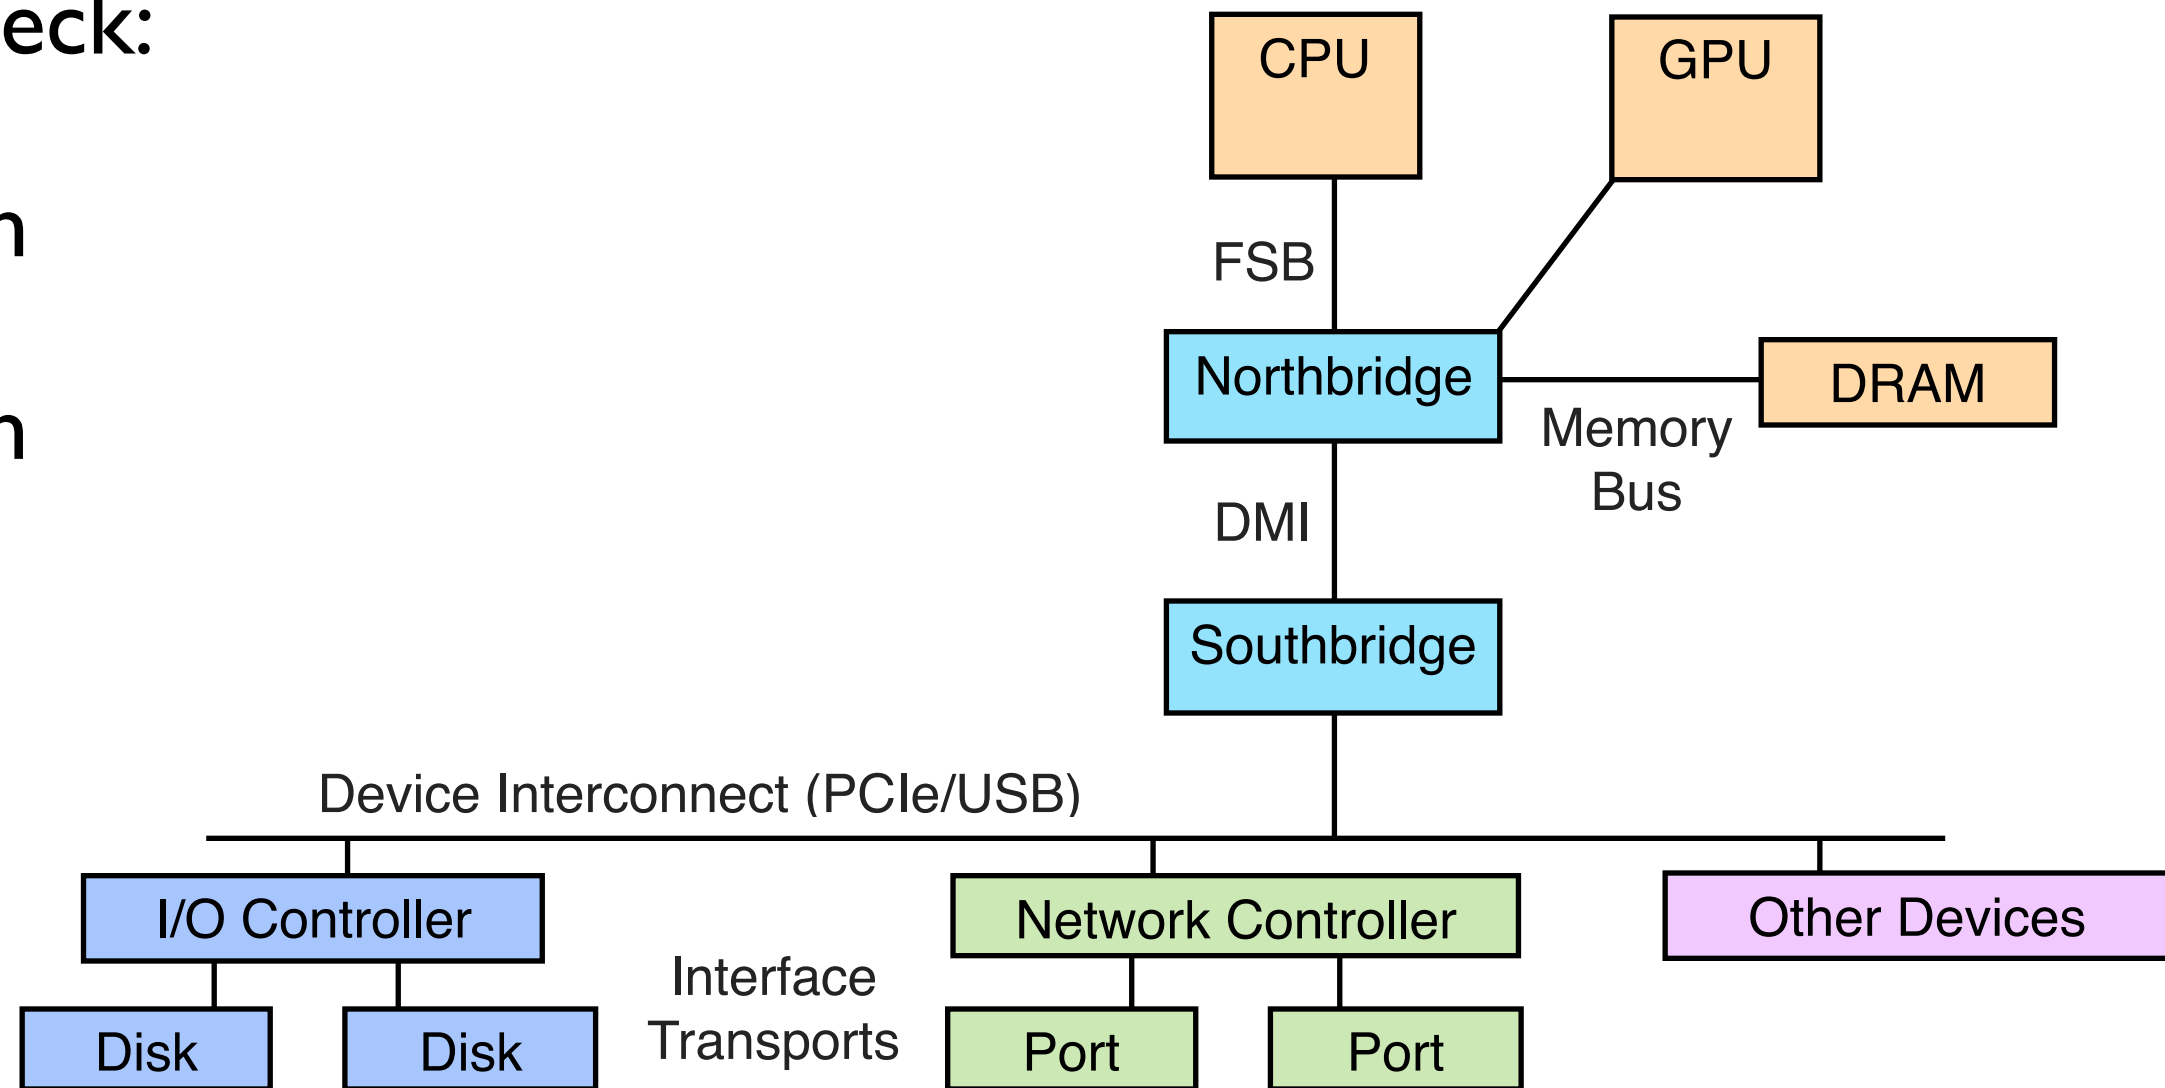 eck:
n
n
CPU
GPU
FSB
Northbridge
DRAM
Memory
Bus
DMI
Southbridge
Device Interconnect (PCIe/USB)
I/O Controller
Network Controller
Other Devices
Interface
Transports
Disk
Disk
Port
Port